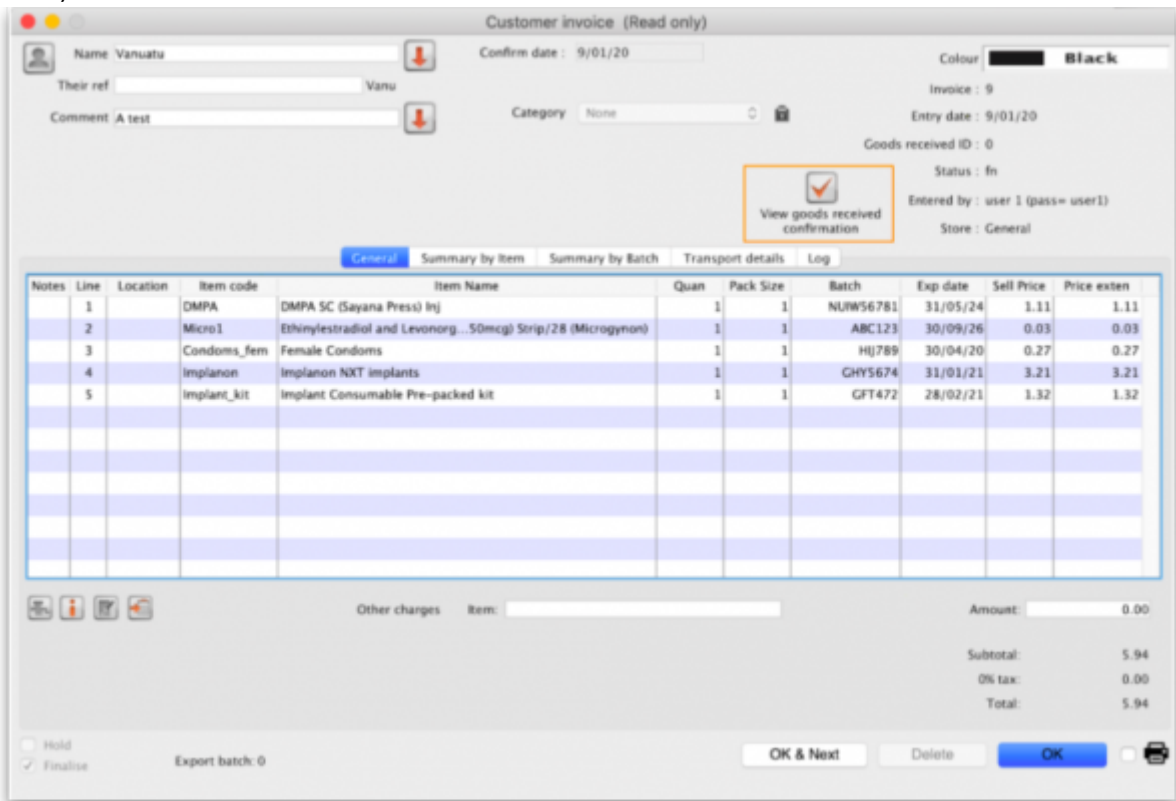 Customer invoice (Read only)
Name Vanuatu Confirm date : 9/01/20 Colour Black
Their ref Vanu Invoice : 9
Comment A test Category None Entry date : 9/01/20
Goods received ID : 0
Status : fn
View goods received confirmation Entered by : user 1 (pass= user1)
Store : General
General Summary by Item Summary by Batch Transport details Log
Notes Line Location Item code Item Name Quan Pack Size Batch Exp date Sell Price Price exten
1 DMPA DMPA SC (Sayana Press) Inj 1 1 NUIW56781 31/05/24 1.11 1.11
2 Micro1 Ethinylestradiol and Levonorg...50mcg) Strip/28 (Microgynon) 1 1 ABC123 30/09/26 0.03 0.03
3 Condoms_fem Female Condoms 1 1 HIJ789 30/04/20 0.27 0.27
4 Implanon Implanon NXT implants 1 1 GHY5674 31/01/21 3.21 3.21
5 Implant_kit Implant Consumable Pre-packed kit 1 1 GFT472 28/02/21 1.32 1.32
Other charges Item: Amount: 0.00
Subtotal: 5.94
0% tax: 0.00
Total: 5.94
Hold
Finalise Export batch: 0 OK & Next Delete OK